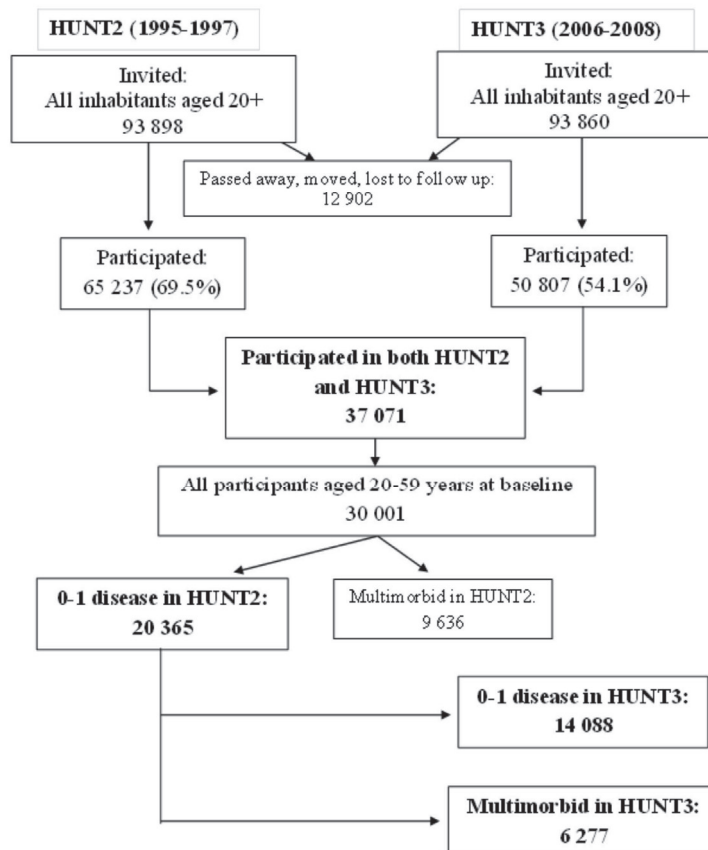 HUNT2 (1995-1997)
HUNT3 (2006-2008)
Invited:
All inhabitants aged 20+
93 898
Invited:
All inhabitants aged 20+
93 860
Passed away, moved, lost to follow up:
12 902
Participated:
65 237 (69.5%)
Participated:
50 807 (54.1%)
Participated in both HUNT2
and HUNT3:
37 071
All participants aged 20-59 years at baseline
30 001
0-1 disease in HUNT2:
20 365
Multimorbid in HUNT2:
9 636
0-1 disease in HUNT3:
14 088
Multimorbid in HUNT3:
6 277